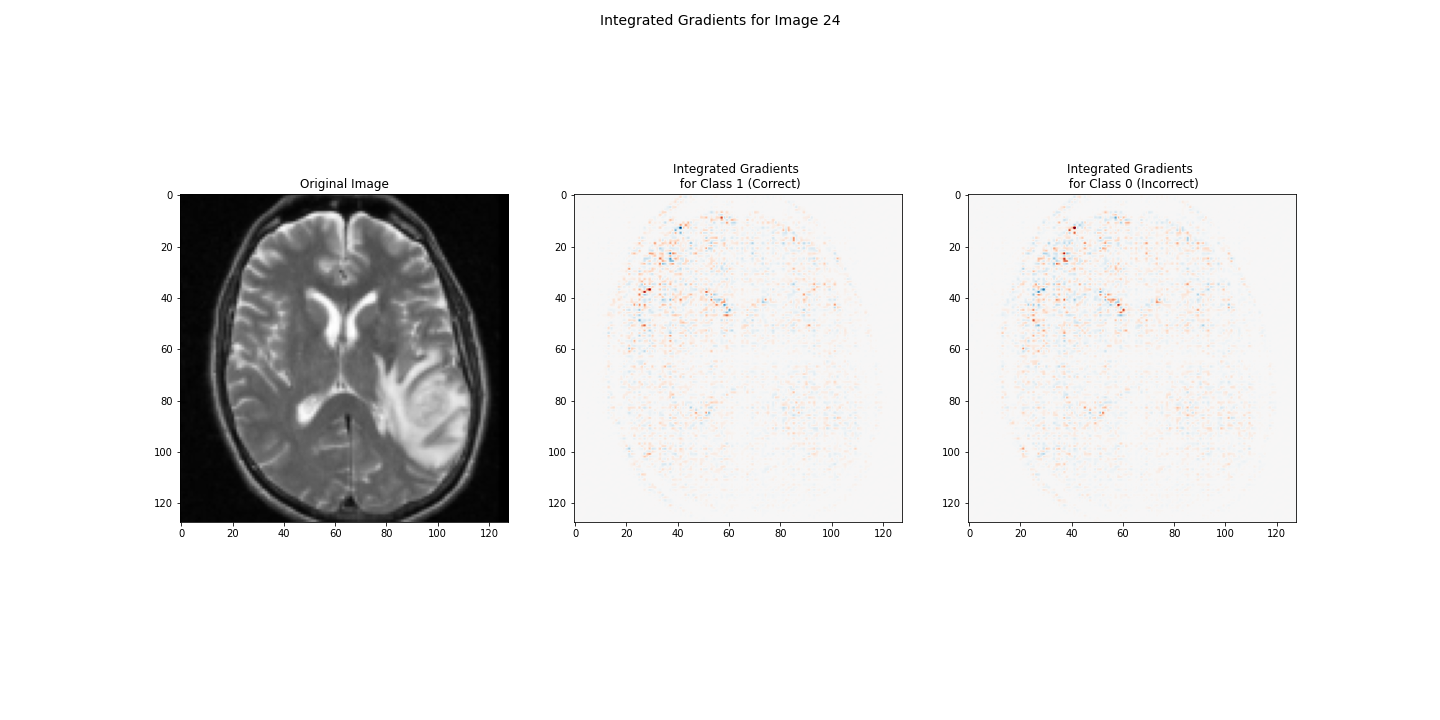 Integrated Gradients for Image 24
Original Image
0
20
40
60
80
100
120
0 20 40 60 80 100 120
Integrated Gradients
for Class 1 (Correct)
0
20
40
60
80
100
120
0 20 40 60 80 100 120
Integrated Gradients
for Class 0 (Incorrect)
0
20
40
60
80
100
120
0 20 40 60 80 100 120